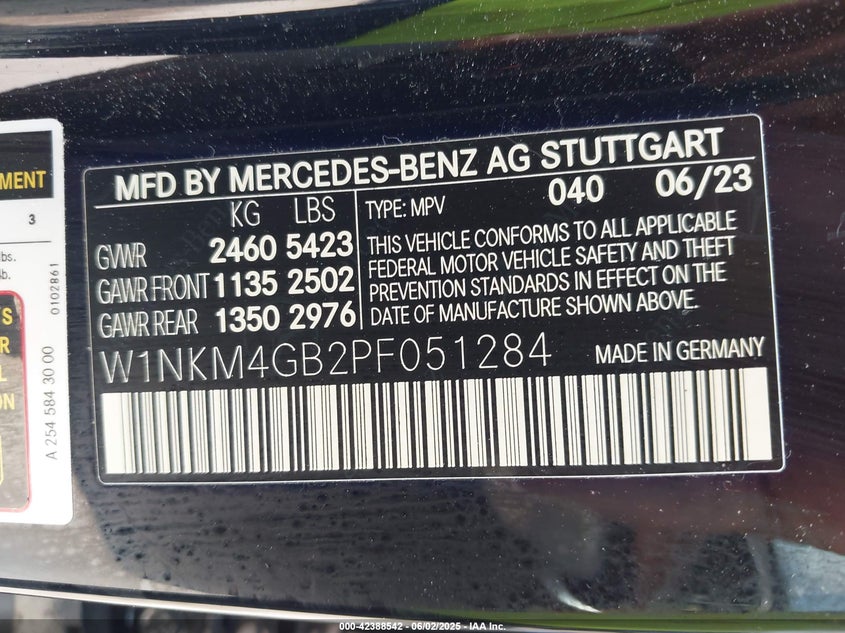 MFD BY MERCEDES-BENZ AG STUTTGART
040 06/23
KG LBS
GVWR 2460 5423
GAWR FRONT 1135 2502
GAWR REAR 1350 2976
TYPE: MPV
THIS VEHICLE CONFORMS TO ALL APPLICABLE
FEDERAL MOTOR VEHICLE SAFETY AND THEFT
PREVENTION STANDARDS IN EFFECT ON THE
DATE OF MANUFACTURE SHOWN ABOVE.
W1NKM4GB2PF051284
MADE IN GERMANY
3
0102861
A 254 584 30 00
000-42388542 - 06/02/2025 - IAA Inc.